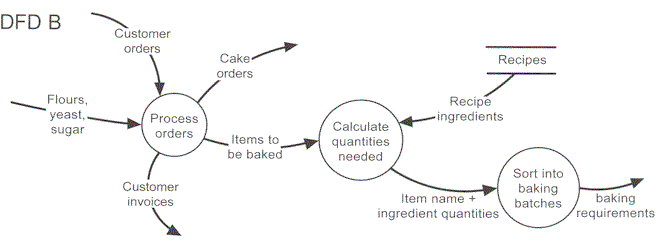 DFD B
Customer
orders
Cake
orders
Recipes
Flours,
yeast,
sugar
Process
orders
Recipe
ingredients
Items to
be baked
Calculate
quantities
needed
Customer
invoices
Item name +
ingredient quantities
Sort into
baking
batches
baking
requirements